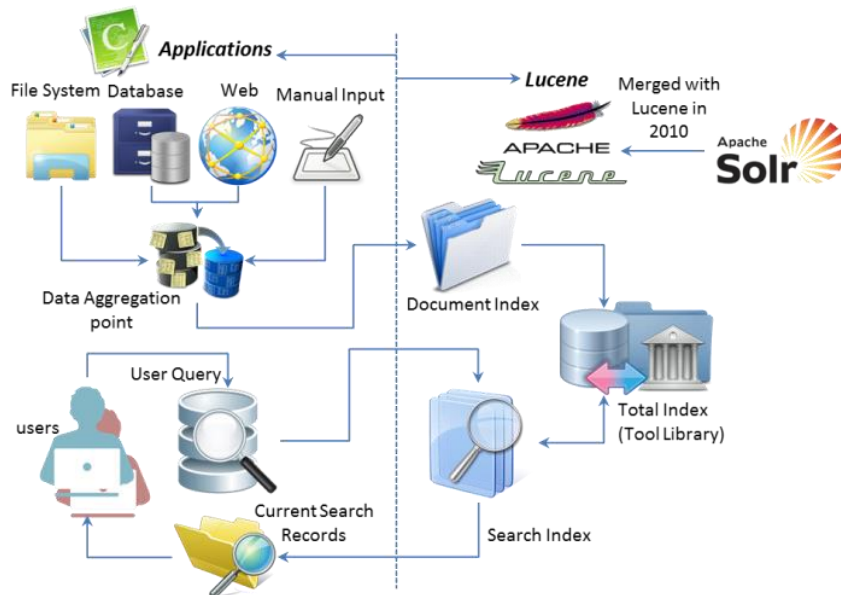 C
Applications
File System
Database
Web
Manual Input
Lucene
Merged with
Lucene in
2010
APACHE
Lucene
Apache
Solr
Data Aggregation
point
Document Index
User Query
users
Total Index
(Tool Library)
Current Search
Records
Search Index